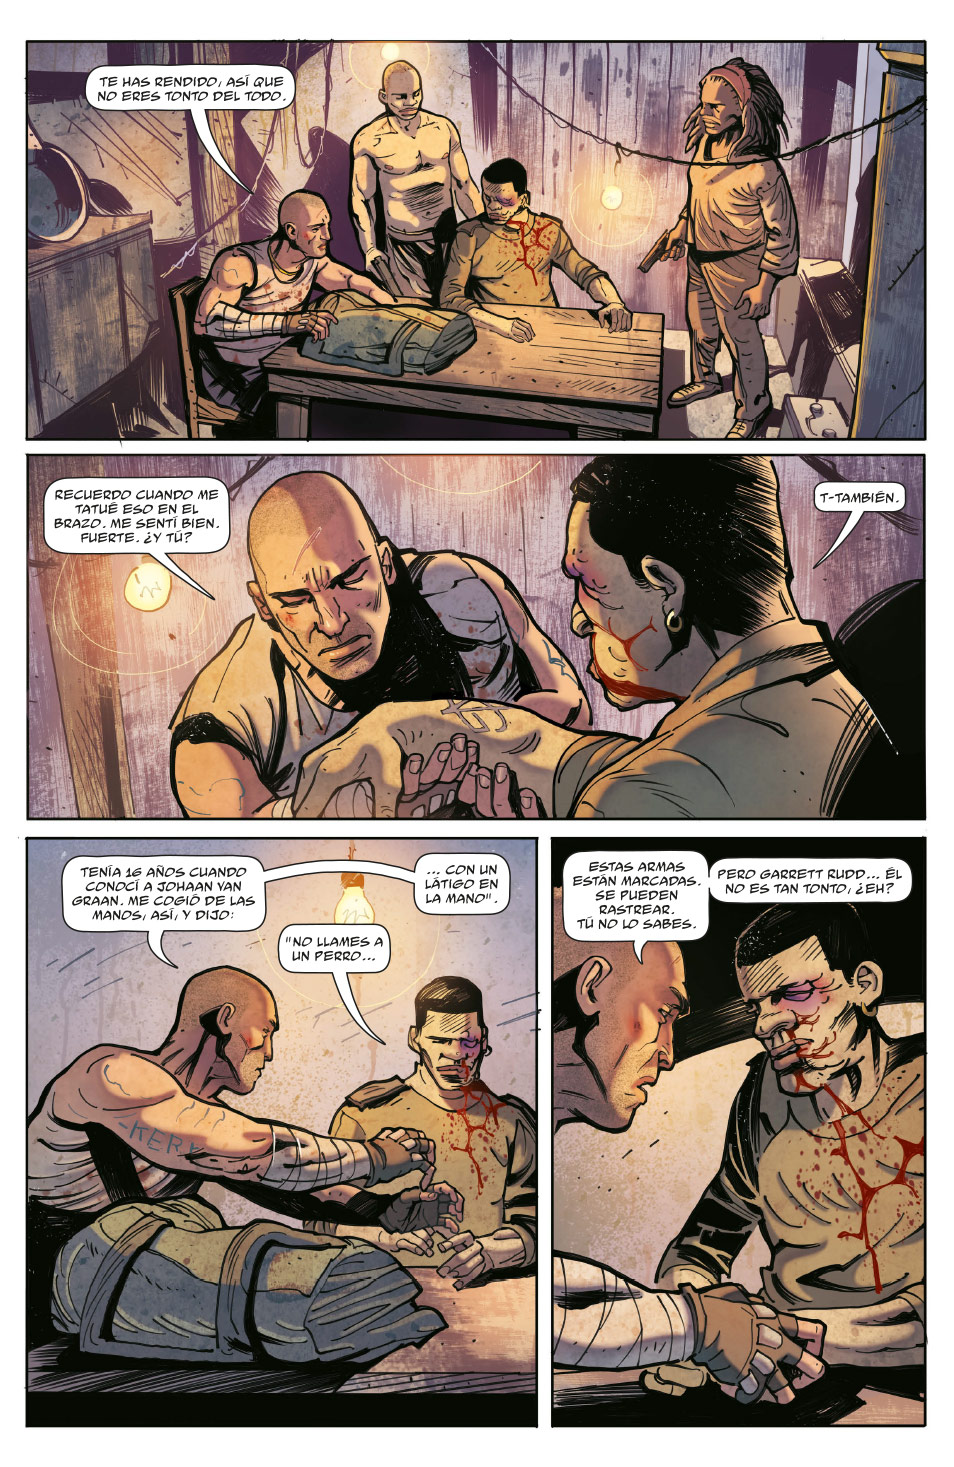 TE HAS RENDIDO, ASÍ QUE
NO ERES TONTO DEL TODO.
RECUERDO CUANDO ME
TATUÉ ESO EN EL
BRAZO. ME SENTÍ BIEN.
FUERTE. ¿Y TÚ?
T-TAMBIÉN.
TENÍA 16 AÑOS CUANDO
CONOCÍ A JOHAAN VAN
GRAAN. ME COGIÓ DE LAS
MANOS, ASÍ, Y DIJO:
"NO LLAMES A
UN PERRO...
... CON UN
LÁTIGO EN
LA MANO".
-KERK
ESTAS ARMAS
ESTÁN MARCADAS.
SE PUEDEN
RASTREAR.
TÚ NO LO SABES.
PERO GARRETT RUDD... ÉL
NO ES TAN TONTO, ¿EH?